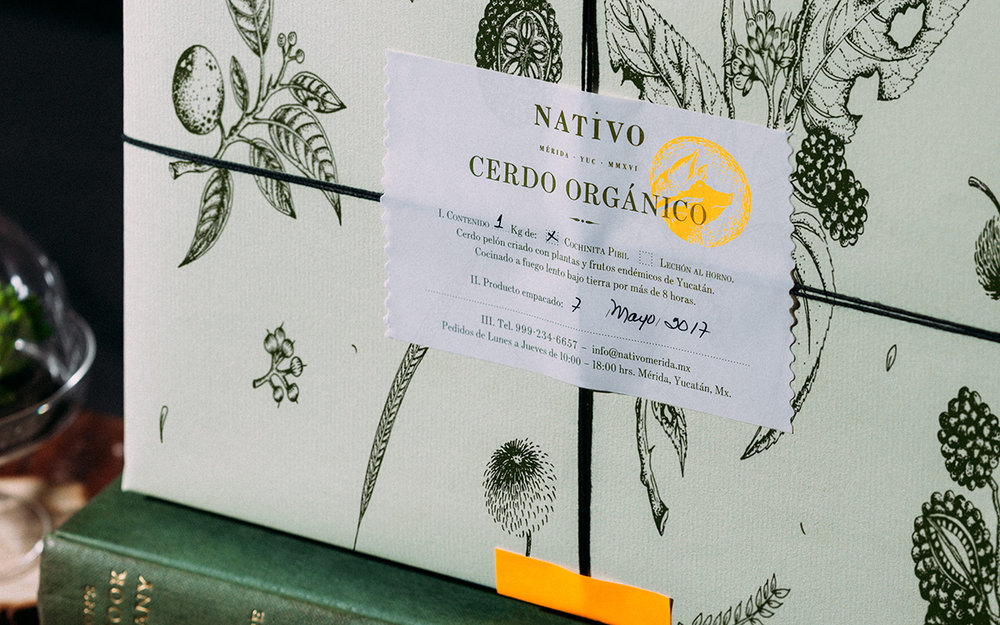 NATIVO
MÉRIDA · YUC · MMXVI
CERDO ORGÁNICO
I. CONTENIDO 1 Kg de: X COCHINITA PIBIL LECHÓN AL HORNO.
Cerdo pelón criado con plantas y frutos endémicos de Yucatán.
Cocinado a fuego lento bajo tierra por más de 8 horas.
II. Producto empacado: 7 Mayo, 2017
III. Tel. 999-234-6657 – info@nativomerida.mx
Pedidos de Lunes a Jueves de 10:00 – 18:00 hrs. Mérida, Yucatán, Mx.